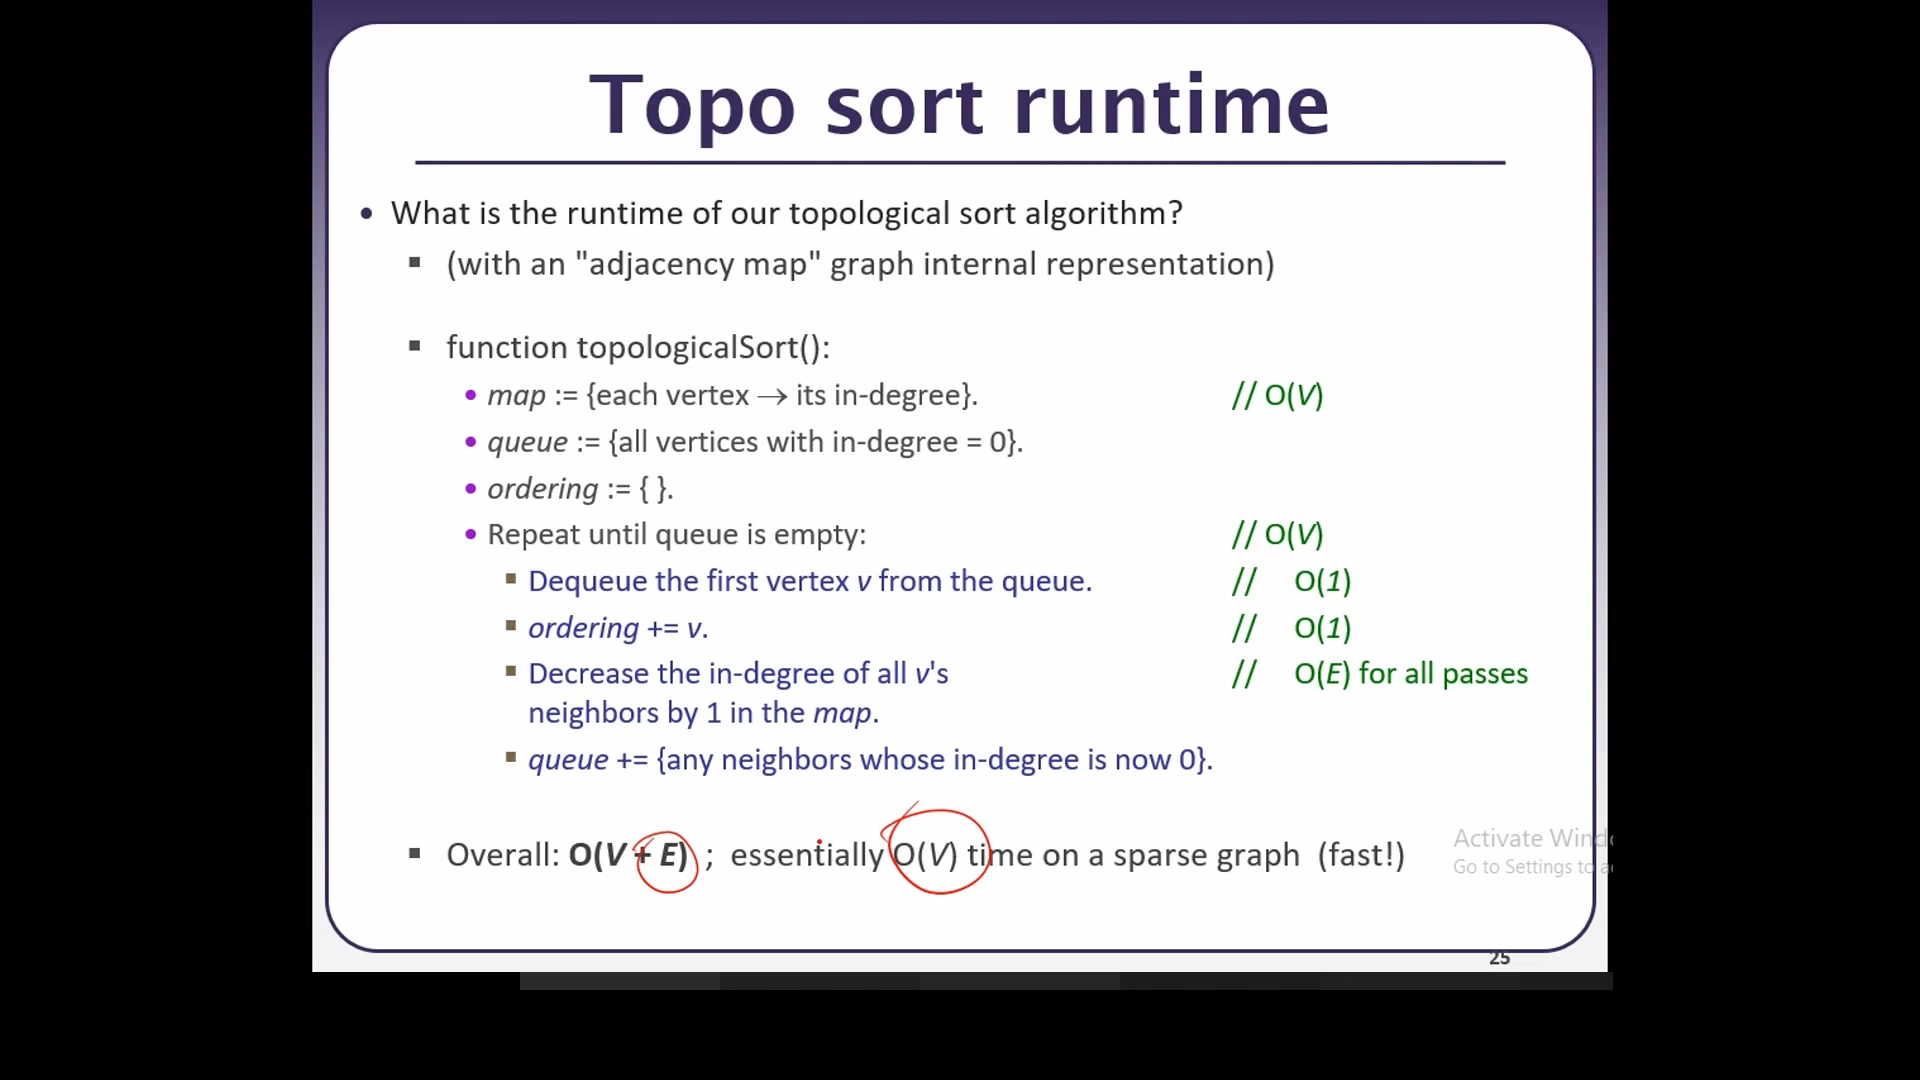 Topo sort runtime
• What is the runtime of our topological sort algorithm?
▪ (with an "adjacency map" graph internal representation)
▪ function topologicalSort():
• map := {each vertex → its in-degree}. // O(V)
• queue := {all vertices with in-degree = 0}.
• ordering := { }.
• Repeat until queue is empty: // O(V)
▪ Dequeue the first vertex v from the queue. // O(1)
▪ ordering += v. // O(1)
▪ Decrease the in-degree of all v's // O(E) for all passes
neighbors by 1 in the map.
▪ queue += {any neighbors whose in-degree is now 0}.
▪ Overall: O(V + E) ; essentially O(V) time on a sparse graph (fast!)
Activate Wind
Go to Settings to a
25